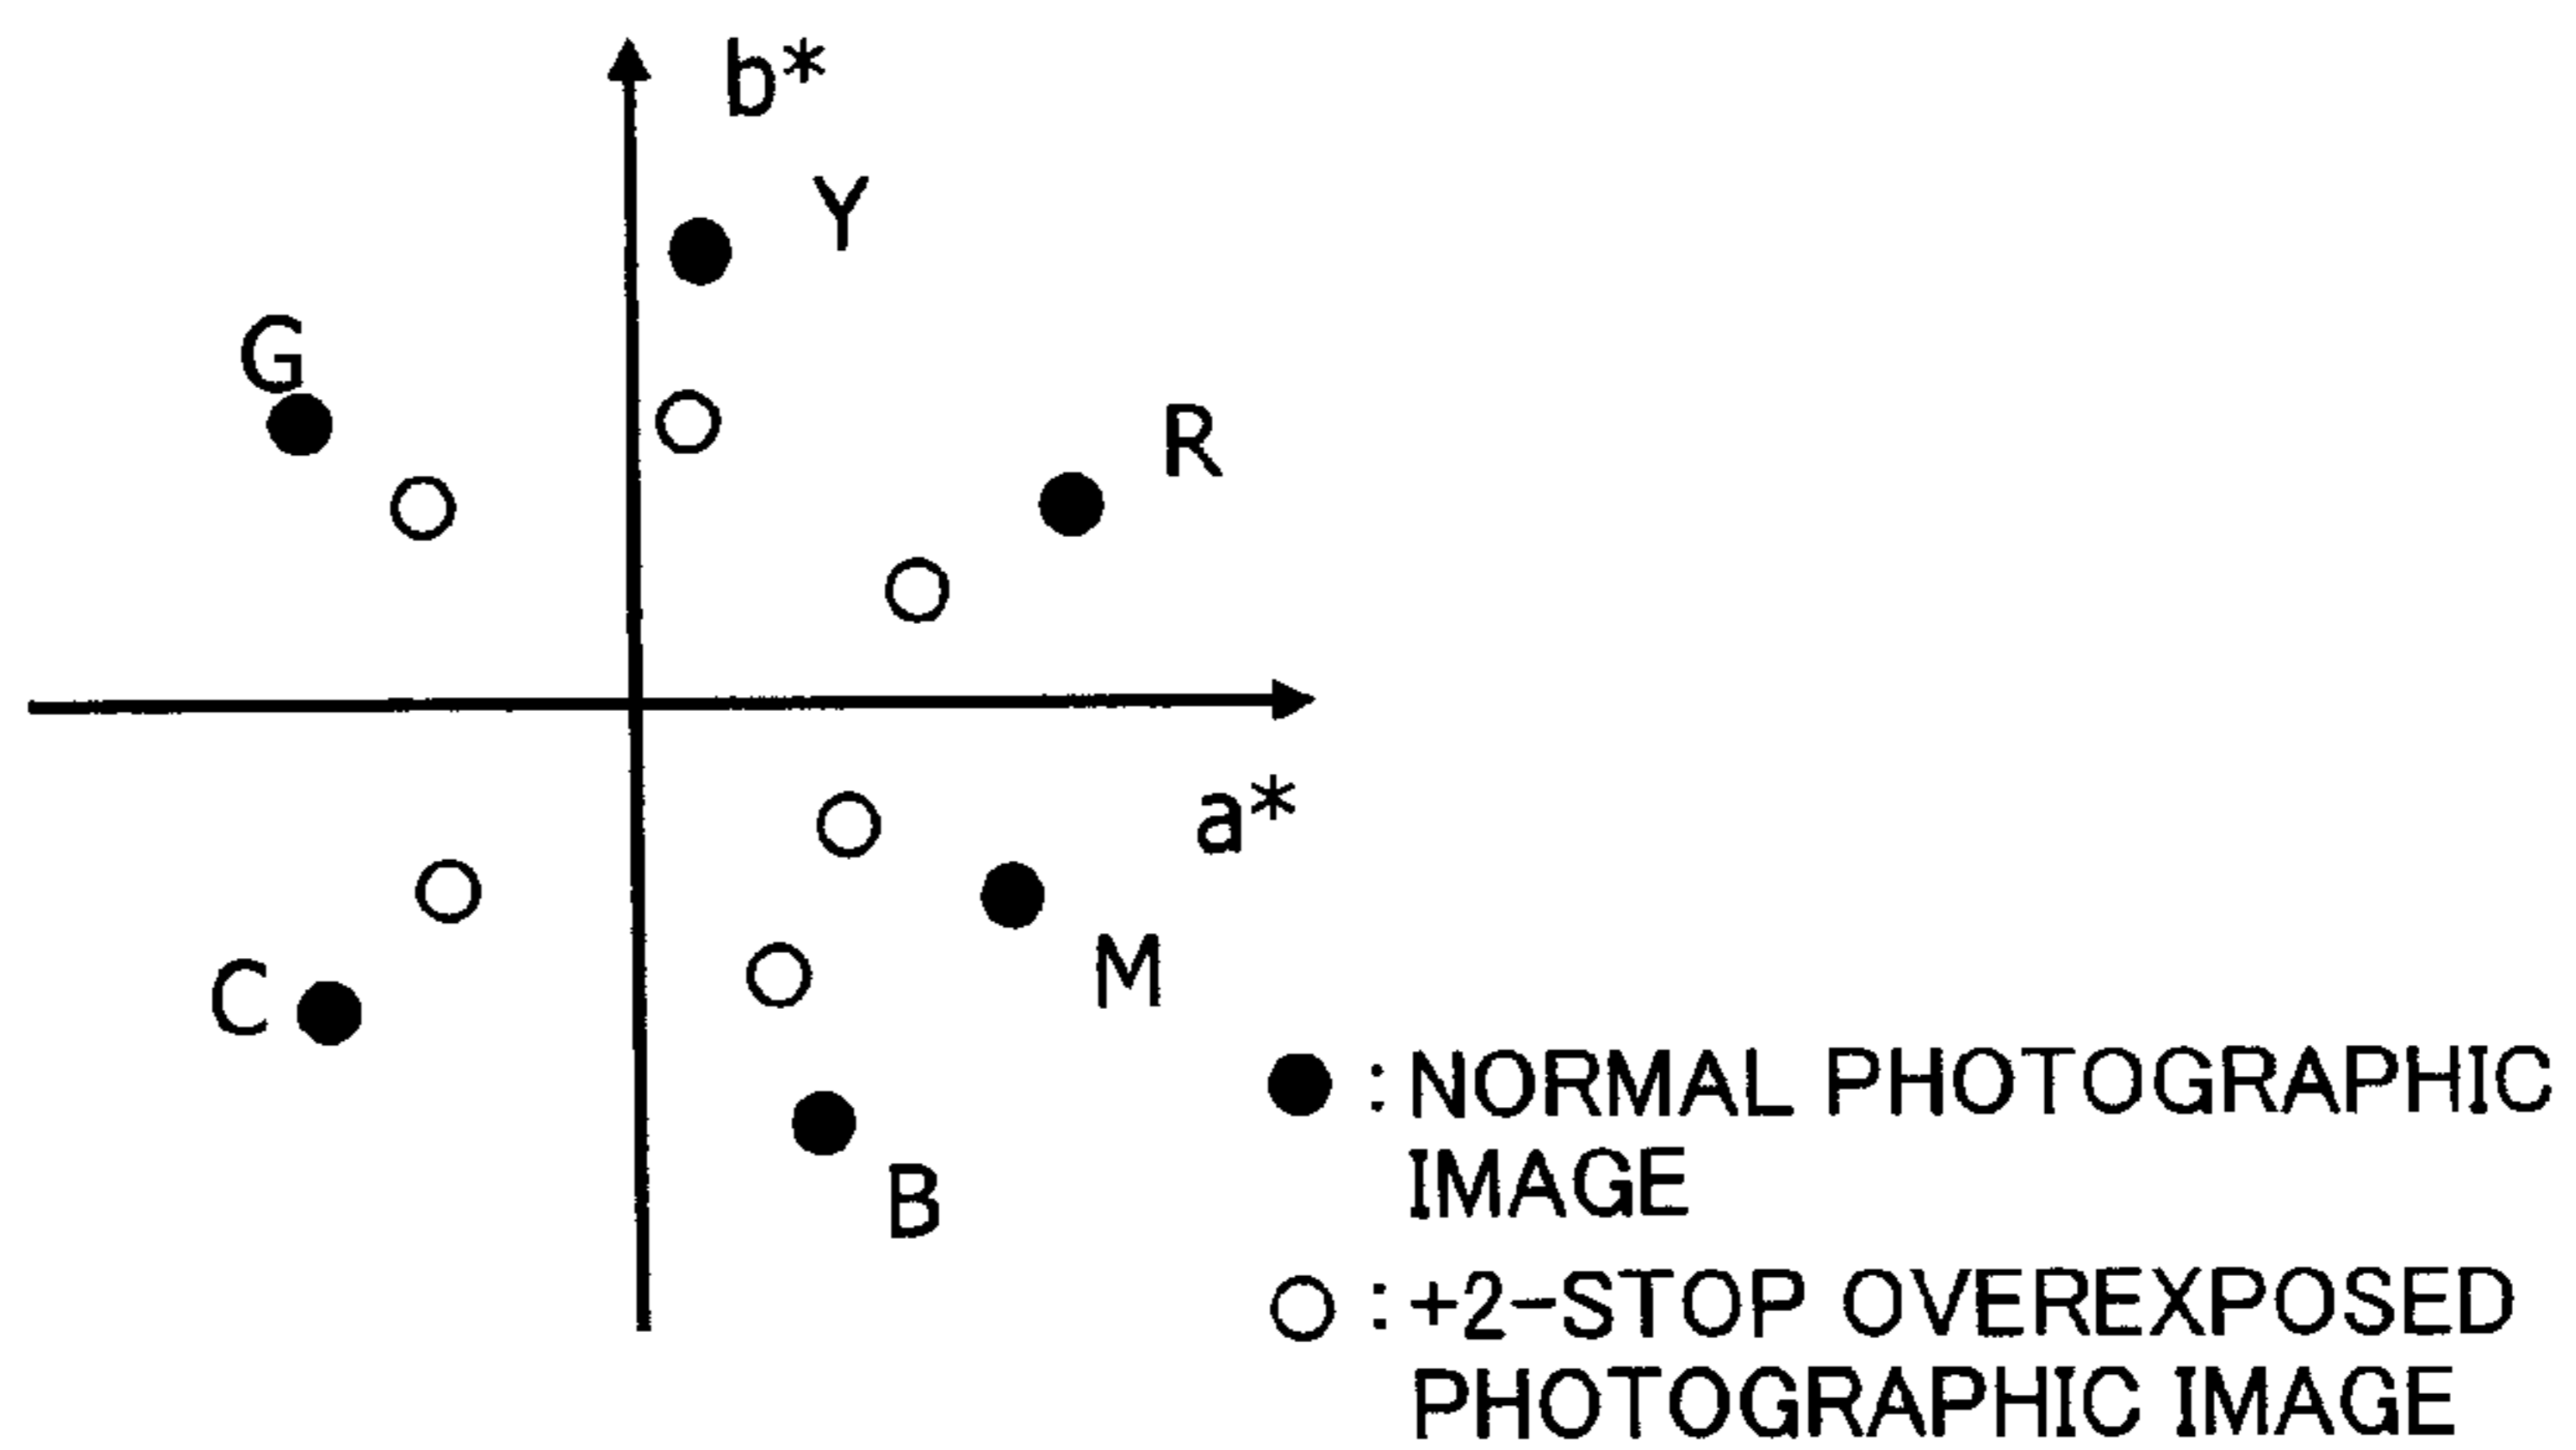 b*
Y
G
R
a*
C
M
B
● : NORMAL PHOTOGRAPHIC
IMAGE
○ : +2-STOP OVEREXPOSED
PHOTOGRAPHIC IMAGE